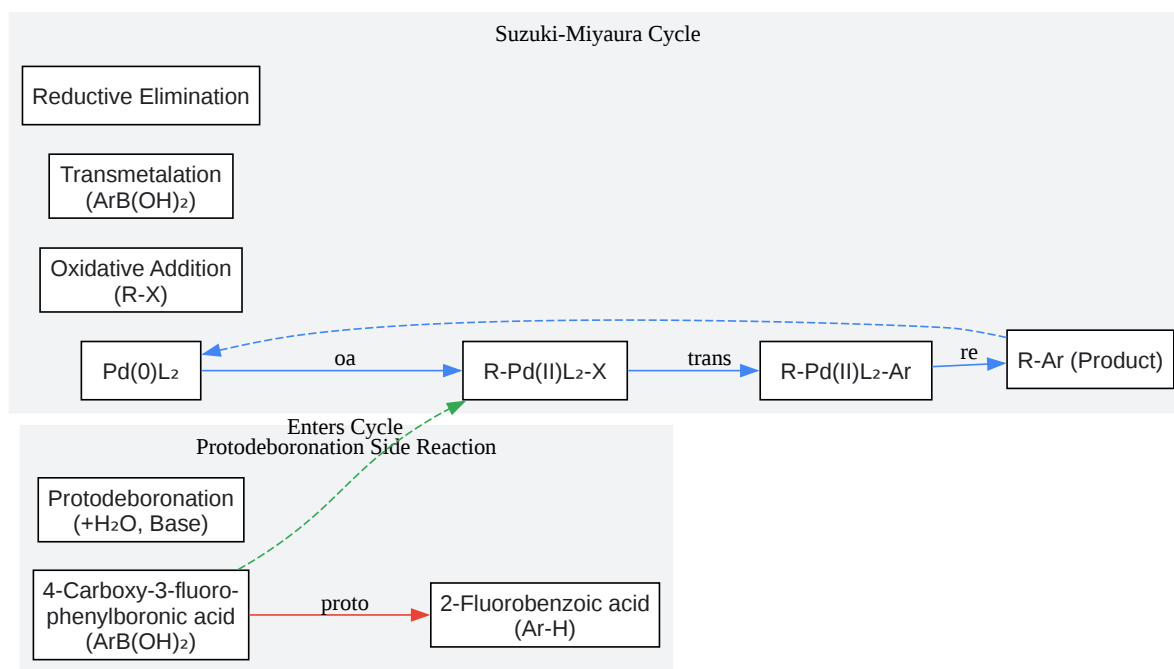 Suzuki-Miyaura Cycle
Reductive Elimination
Transmetalation
(ArB(OH)₂)
Oxidative Addition
(R-X)
Pd(0)L₂
oa
R-Pd(II)L₂-X
trans
R-Pd(II)L₂-Ar
re
R-Ar (Product)
Enters Cycle
Protodeboronation Side Reaction
Protodeboronation
(+H₂O, Base)
4-Carboxy-3-fluoro-
phenylboronic acid
(ArB(OH)₂)
proto
2-Fluorobenzoic acid
(Ar-H)